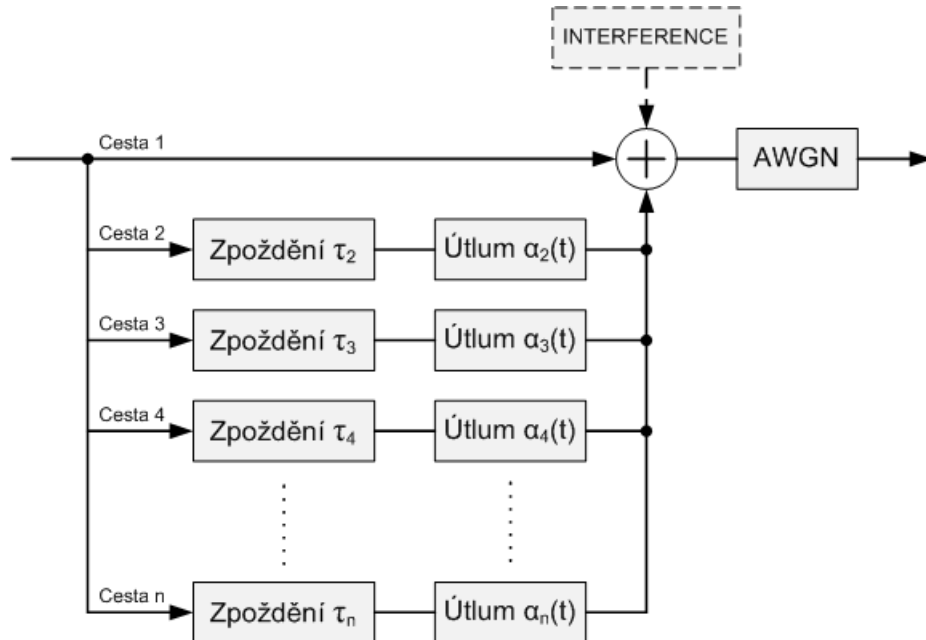 INTERFERENCE
Cesta 1
AWGN
Cesta 2
Zpoždění τ₂
Útlum α₂(t)
Cesta 3
Zpoždění τ₃
Útlum α₃(t)
Cesta 4
Zpoždění τ₄
Útlum α₄(t)
Cesta n
Zpoždění τₙ
Útlum αₙ(t)